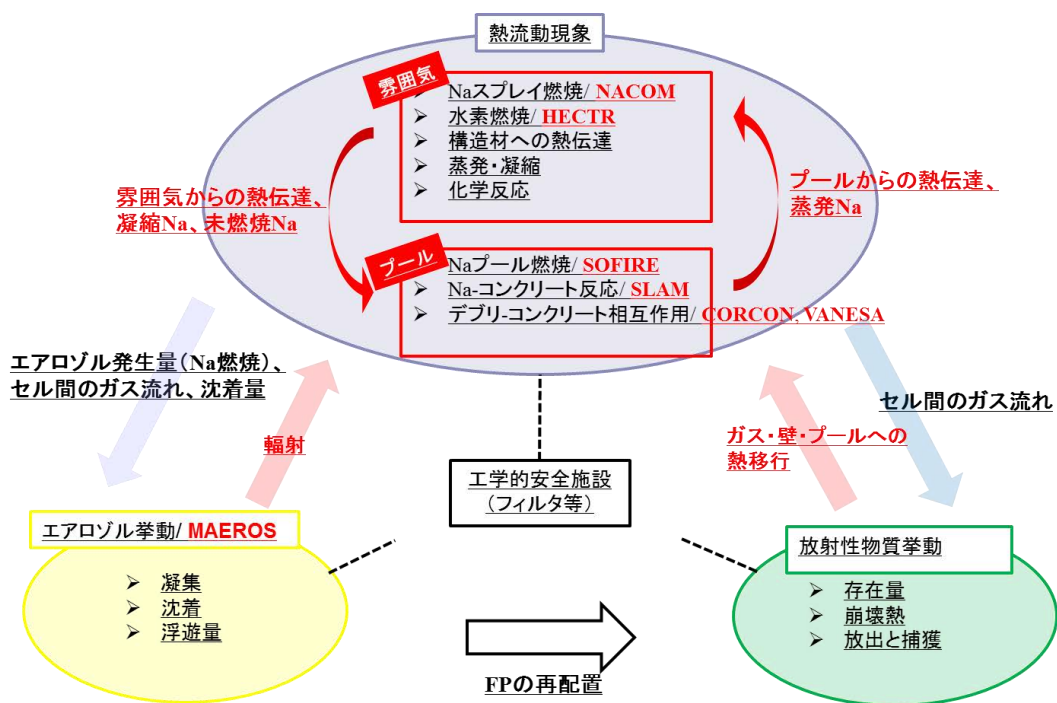 熱流動現象
雰囲気
Naスプレイ燃焼/ NACOM
水素燃焼/ HECTR
構造材への熱伝達
蒸発・凝縮
化学反応
雰囲気からの熱伝達、
凝縮Na、未燃焼Na
プールからの熱伝達、
蒸発Na
プール
Naプール燃焼/ SOFIRE
Na-コンクリート反応/ SLAM
デブリ-コンクリート相互作用/ CORCON, VANESA
エアロゾル発生量(Na燃焼)、
セル間のガス流れ、沈着量
輻射
セル間のガス流れ
ガス・壁・プールへの
熱移行
工学的安全施設
(フィルタ等)
エアロゾル挙動/ MAEROS
凝集
沈着
浮遊量
放射性物質挙動
存在量
崩壊熱
放出と捕獲
FPの再配置